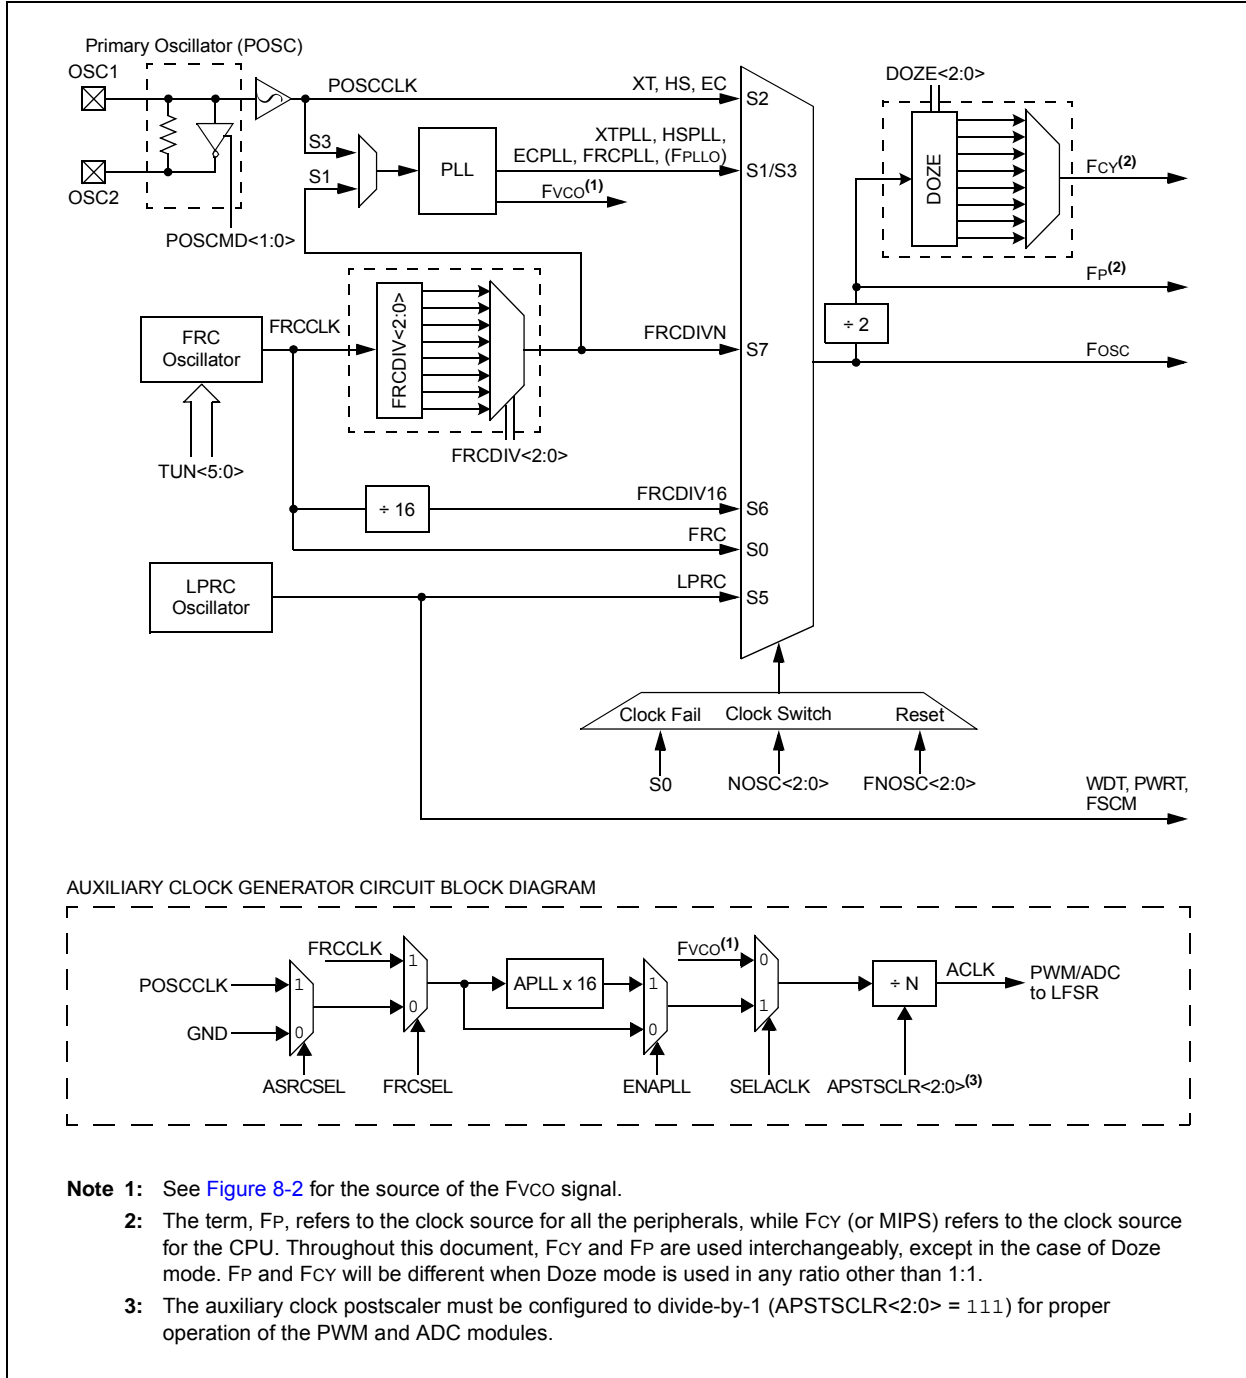 Primary Oscillator (POSC)
OSC1
OSC2
POSCMD<1:0>
POSCCLK
XT, HS, EC
S2
S3
S1
PLL
XTPLL, HSPLL,
ECPLL, FRCPLL, (FPLLO)
S1/S3
FVCO(1)
DOZE<2:0>
DOZE
FCY(2)
FP(2)
÷ 2
FOSC
FRC
Oscillator
TUN<5:0>
FRCCLK
FRCDIV<2:0>
FRCDIV<2:0>
FRCDIVN
S7
÷ 16
FRCDIV16
S6
FRC
S0
LPRC
Oscillator
LPRC
S5
Clock Fail
Clock Switch
Reset
S0
NOSC<2:0>
FNOSC<2:0>
WDT, PWRT,
FSCM
AUXILIARY CLOCK GENERATOR CIRCUIT BLOCK DIAGRAM
POSCCLK
GND
1
0
ASRCSEL
FRCCLK
1
0
FRCSEL
APLL x 16
1
0
ENAPLL
FVCO(1)
0
1
SELACLK
÷ N
APSTSCLR<2:0>(3)
ACLK
PWM/ADC
to LFSR
Note 1: See Figure 8-2 for the source of the FVCO signal.
2: The term, FP, refers to the clock source for all the peripherals, while FCY (or MIPS) refers to the clock source
for the CPU. Throughout this document, FCY and FP are used interchangeably, except in the case of Doze
mode. FP and FCY will be different when Doze mode is used in any ratio other than 1:1.
3: The auxiliary clock postscaler must be configured to divide-by-1 (APSTSCLR<2:0> = 111) for proper
operation of the PWM and ADC modules.